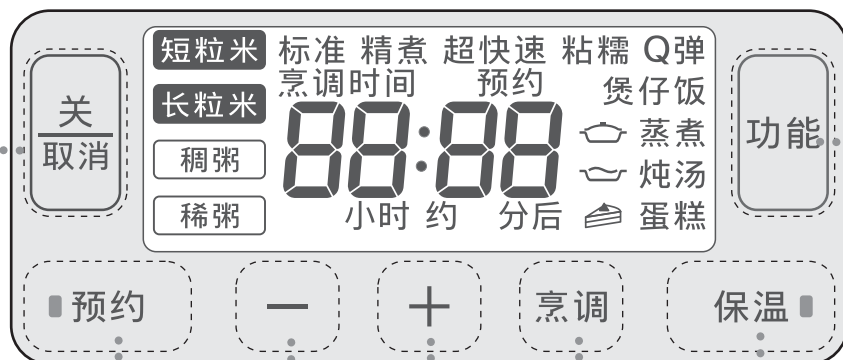 短粒米 标准 精煮 超快速 粘糯 Q弹
烹调时间 预约 煲仔饭
长粒米
88:88
蒸煮
稠粥
炖汤
稀粥 小时 约 分后 蛋糕
关
取消
功能
预约 － ＋ 烹调 保温